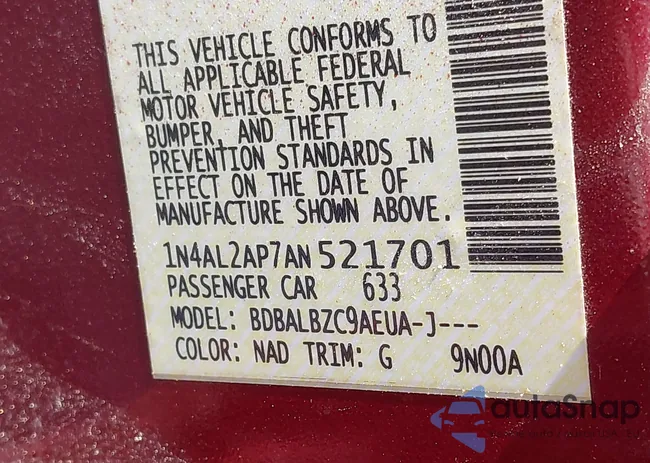 THIS VEHICLE CONFORMS TO
ALL APPLICABLE FEDERAL
MOTOR VEHICLE SAFETY,
BUMPER, AND THEFT
PREVENTION STANDARDS IN
EFFECT ON THE DATE OF
MANUFACTURE SHOWN ABOVE.
1N4AL2AP7AN521701
PASSENGER CAR 633
MODEL: BDBALBZC9AEUA-J---
COLOR: NAD TRIM: G 9N00A
autaSnap